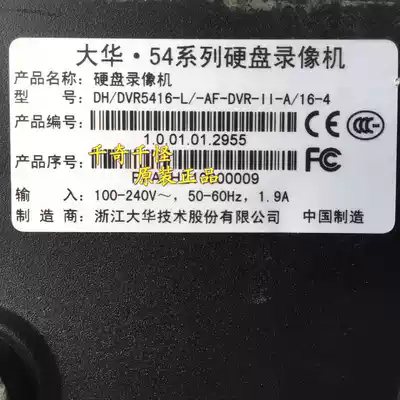 大华·54系列硬盘录像机
产品名称: 硬盘录像机
型 号: DH/DVR5416-L/-AF-DVR-II-A/16-4
产品编号:
1.0.01.01.2955
产品序号:
千奇千怪
原装正品
00009
输 入: 100-240V~, 50-60Hz, 1.9A
制 造 商: 浙江大华技术股份有限公司 中国制造
CCC
FC